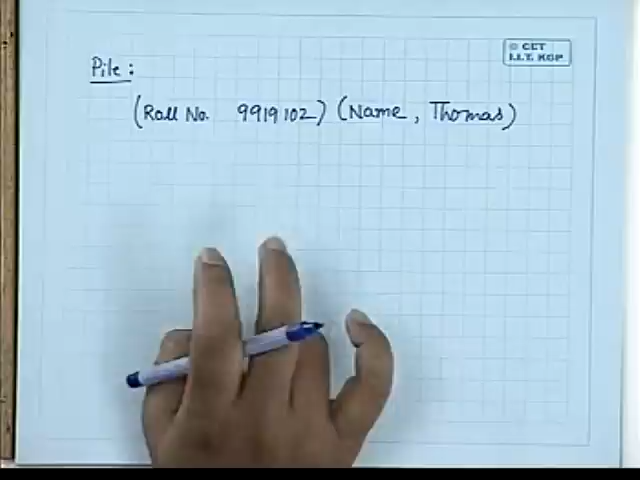 © CET
I.I.T. KGP
Pile :
(Roll No. 9919102) (Name, Thomas)